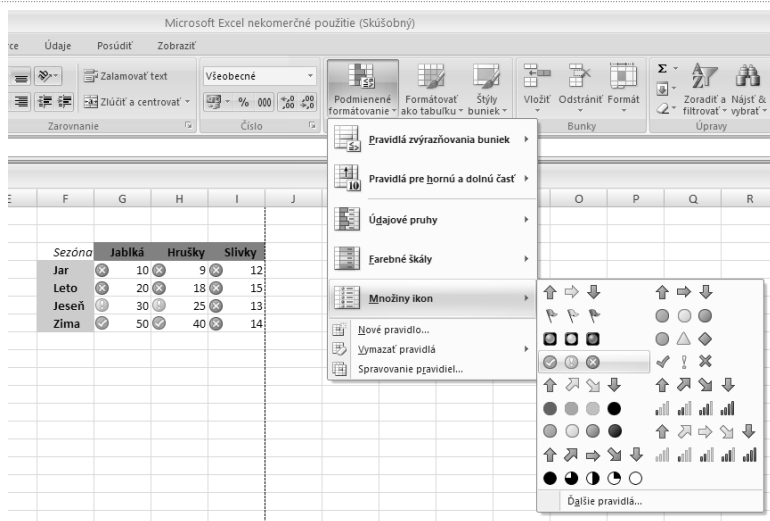 Microsoft Excel nekomerčné použitie (Skúšobný)
rce Údaje Posúdiť Zobraziť
Zalamovať text Všeobecné
Zlúčiť a centrovať % 000 ,00 ,00
Podmienené formátovanie Formátovať ako tabuľku Štýly buniek
Vložiť Odstrániť Formát
Σ Zoradiť a filtrovať Nájsť & vybrať
Zarovnanie Číslo Bunky Úpravy
Pravidlá zvýrazňovania buniek
Pravidlá pre hornú a dolnú časť
Údajové pruhy
Farebné škály
Množiny ikon
Nové pravidlo...
Vymazať pravidlá
Spravovanie pravidiel...
Ďalšie pravidlá...
E F G H I J O P Q R
Sezóna Jablká Hrušky Slivky
Jar 10 9 12
Leto 20 18 15
Jeseň 30 25 13
Zima 50 40 14